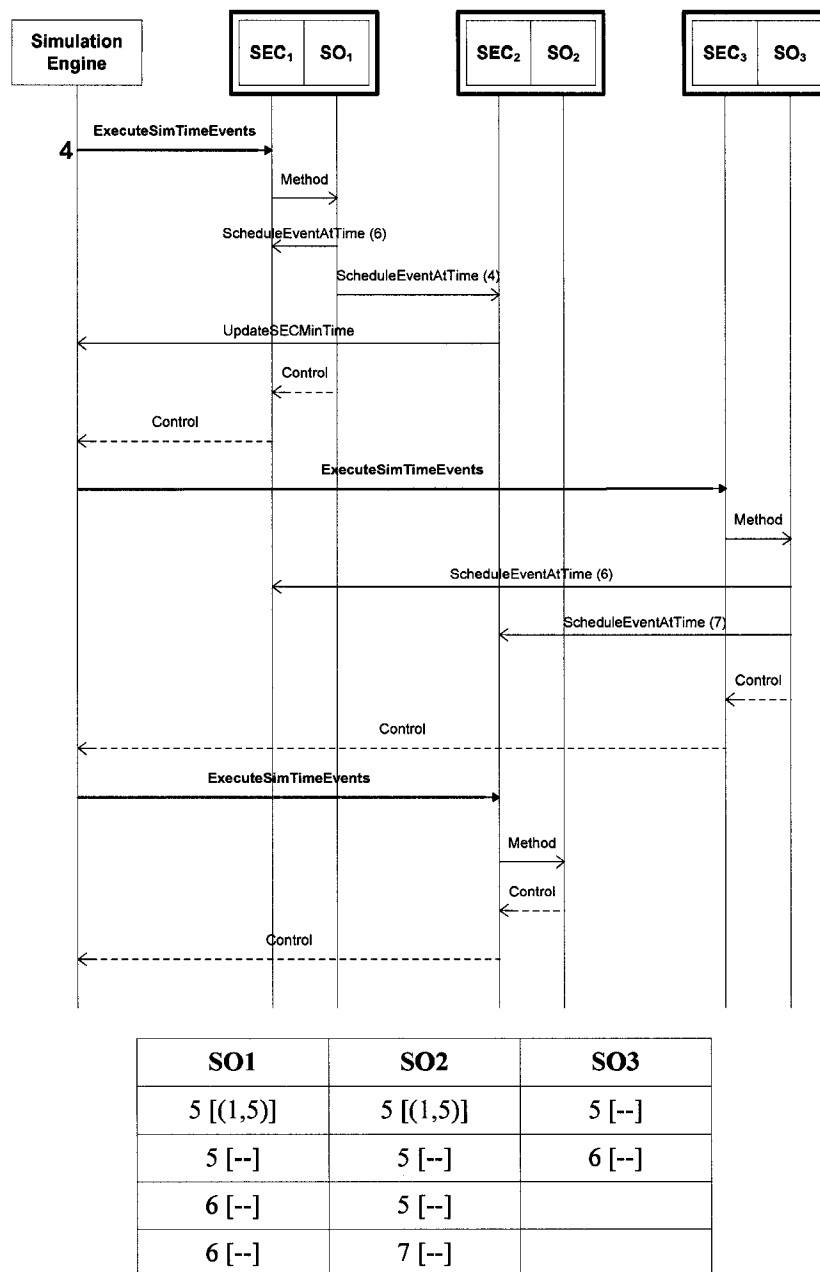 Simulation
Engine
SEC₁ SO₁
SEC₂ SO₂
SEC₃ SO₃
4
ExecuteSimTimeEvents
Method
ScheduleEventAtTime (6)
ScheduleEventAtTime (4)
UpdateSECMinTime
Control
Control
ExecuteSimTimeEvents
Method
ScheduleEventAtTime (6)
ScheduleEventAtTime (7)
Control
Control
ExecuteSimTimeEvents
Method
Control
Control
SO1 SO2 SO3
5 [(1,5)] 5 [(1,5)] 5 [--]
5 [--] 5 [--] 6 [--]
6 [--] 5 [--]
6 [--] 7 [--]